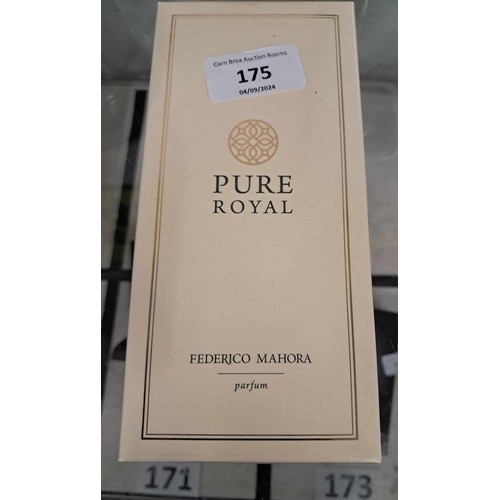 Carn Brea Auction Rooms
175
04/09/2024
PURE
ROYAL
FEDERICO MAHORA
parfum
171
173